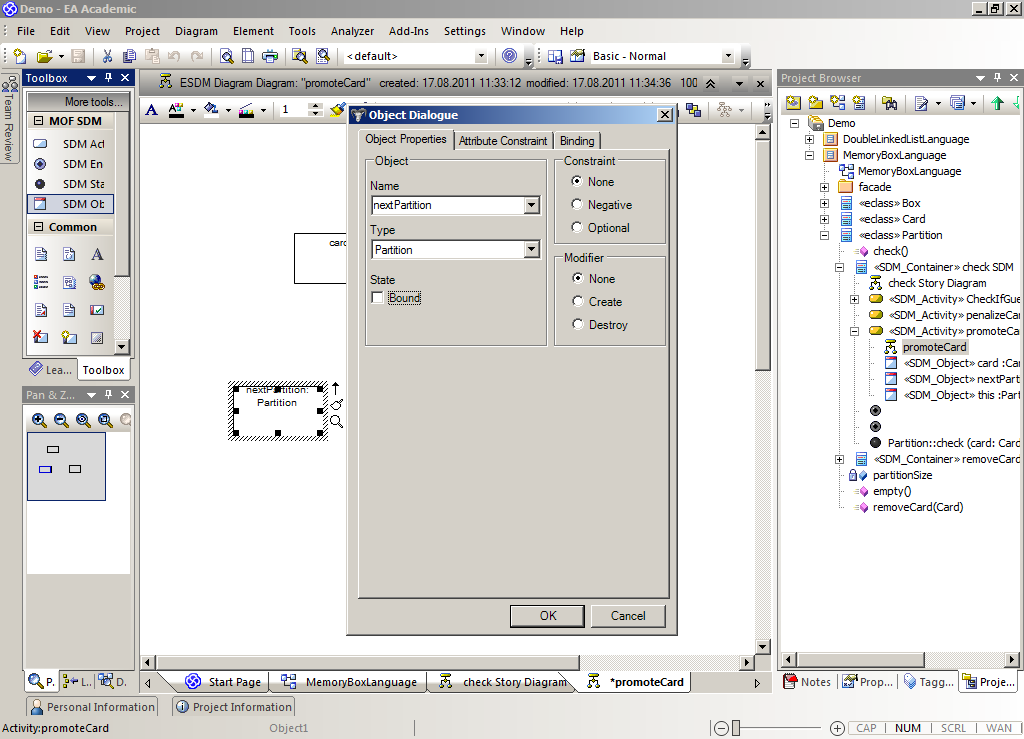 Demo - EA Academic
File Edit View Project Diagram Element Tools Analyzer Add-Ins Settings Window Help
<default>
Basic - Normal
Team Review
Toolbox
More tools...
MOF SDM
SDM Act
SDM En
SDM Sta
SDM Ob
Common
A
Lea...
Toolbox
Pan & Z...
P.
L..
D.
ESDM Diagram Diagram: "promoteCard" created: 17.08.2011 11:33:12 modified: 17.08.2011 11:34:36 100
A
1
card
nextPartition:
Partition
Object Dialogue
Object Properties
Attribute Constraint
Binding
Object
Name
nextPartition
Type
Partition
State
Bound
Constraint
None
Negative
Optional
Modifier
None
Create
Destroy
OK
Cancel
Start Page
MemoryBoxLanguage
check Story Diagram
*promoteCard
Project Browser
Demo
DoubleLinkedListLanguage
MemoryBoxLanguage
MemoryBoxLanguage
facade
«eclass» Box
«eclass» Card
«eclass» Partition
check()
«SDM_Container» check SDM
check Story Diagram
«SDM_Activity» CheckIfGue
«SDM_Activity» penalizeCar
«SDM_Activity» promoteCa
promoteCard
«SDM_Object» card :Car
«SDM_Object» nextPart
«SDM_Object» this :Part
Partition::check (card: Card
«SDM_Container» removeCard
partitionSize
empty()
removeCard(Card)
Notes
Prop...
Tagg...
Proje...
Personal Information
Project Information
Activity:promoteCard
Object1
CAP NUM SCRL WAN